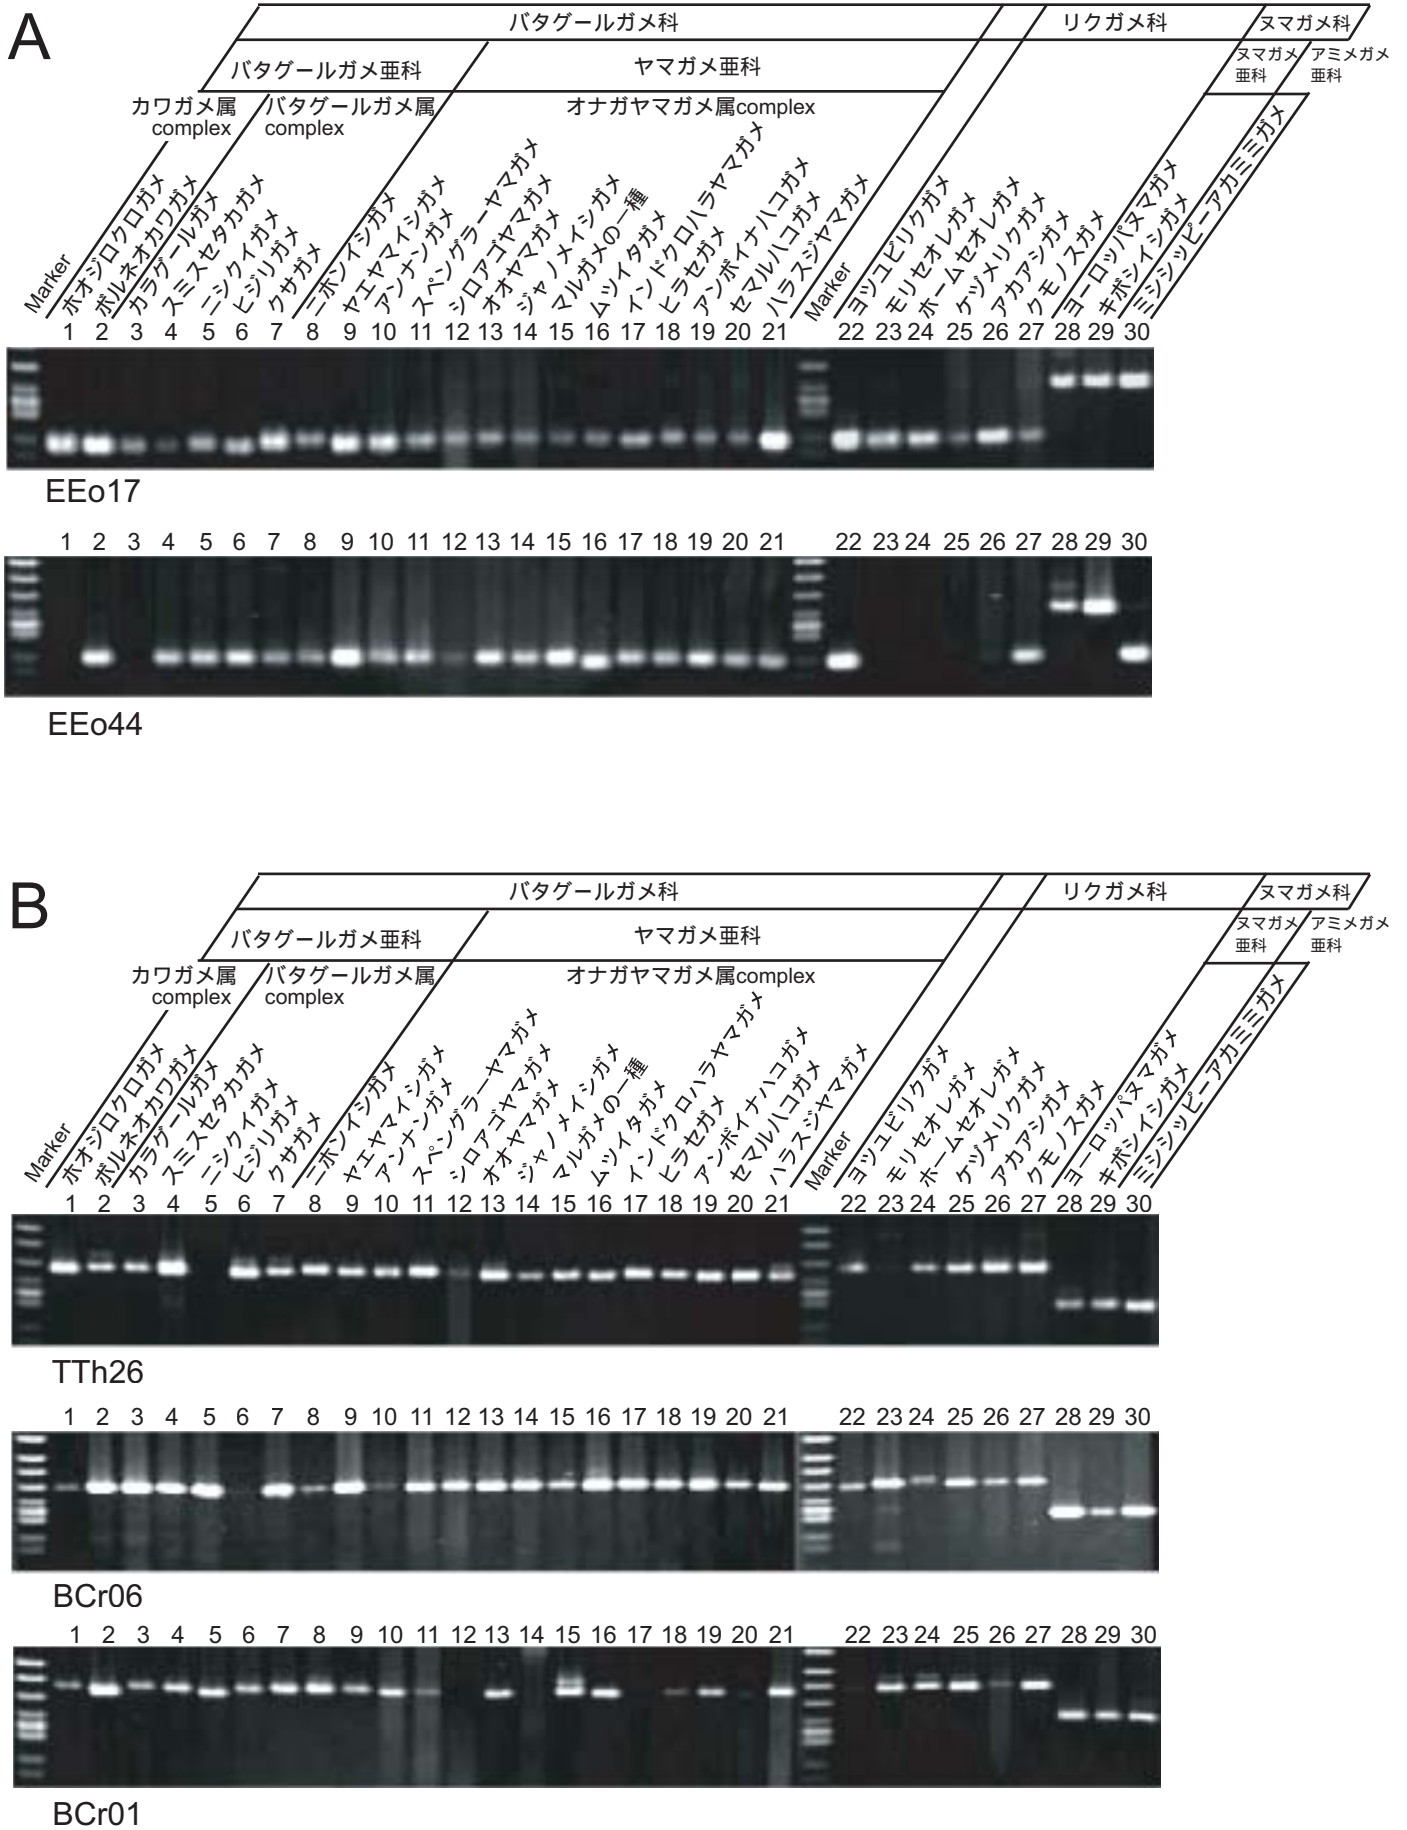 A
バタグールガメ科
リクガメ科
ヌマガメ科
バタグールガメ亜科
ヤマガメ亜科
ヌマガメ
亜科
アミメガメ
亜科
カワガメ属
complex
バタグールガメ属
complex
オナガヤマガメ属complex
Marker
ホオジロクロガメ
ボルネオカワガメ
カラグールガメ
スミスセタカガメ
ニシクイガメ
ヒジリガメ
クサガメ
ニホンイシガメ
ヤエヤマイシガメ
アンナンガメ
スペングラーヤマガメ
シロアゴヤマガメ
オオヤマガメ
ジャノメイシガメ
マルガメの一種
ムツイタガメ
インドクロハラヤマガメ
ヒラセガメ
アンボイナハコガメ
セマルハコガメ
ハラスジヤマガメ
Marker
ヨツユビリクガメ
モリセオレガメ
ホームセオレガメ
ケヅメリクガメ
アカアシガメ
クモノスガメ
ヨーロッパヌマガメ
キボシイシガメ
ミシシッピーアカミミガメ
1 2 3 4 5 6 7 8 9 10 11 12 13 14 15 16 17 18 19 20 21 22 23 24 25 26 27 28 29 30
EEo17
1 2 3 4 5 6 7 8 9 10 11 12 13 14 15 16 17 18 19 20 21 22 23 24 25 26 27 28 29 30
EEo44
B
バタグールガメ科
リクガメ科
ヌマガメ科
バタグールガメ亜科
ヤマガメ亜科
ヌマガメ
亜科
アミメガメ
亜科
カワガメ属
complex
バタグールガメ属
complex
オナガヤマガメ属complex
Marker
ホオジロクロガメ
ボルネオカワガメ
カラグールガメ
スミスセタカガメ
ニシクイガメ
ヒジリガメ
クサガメ
ニホンイシガメ
ヤエヤマイシガメ
アンナンガメ
スペングラーヤマガメ
シロアゴヤマガメ
オオヤマガメ
ジャノメイシガメ
マルガメの一種
ムツイタガメ
インドクロハラヤマガメ
ヒラセガメ
アンボイナハコガメ
セマルハコガメ
ハラスジヤマガメ
Marker
ヨツユビリクガメ
モリセオレガメ
ホームセオレガメ
ケヅメリクガメ
アカアシガメ
クモノスガメ
ヨーロッパヌマガメ
キボシイシガメ
ミシシッピーアカミミガメ
1 2 3 4 5 6 7 8 9 10 11 12 13 14 15 16 17 18 19 20 21 22 23 24 25 26 27 28 29 30
TTh26
1 2 3 4 5 6 7 8 9 10 11 12 13 14 15 16 17 18 19 20 21 22 23 24 25 26 27 28 29 30
BCr06
1 2 3 4 5 6 7 8 9 10 11 12 13 14 15 16 17 18 19 20 21 22 23 24 25 26 27 28 29 30
BCr01